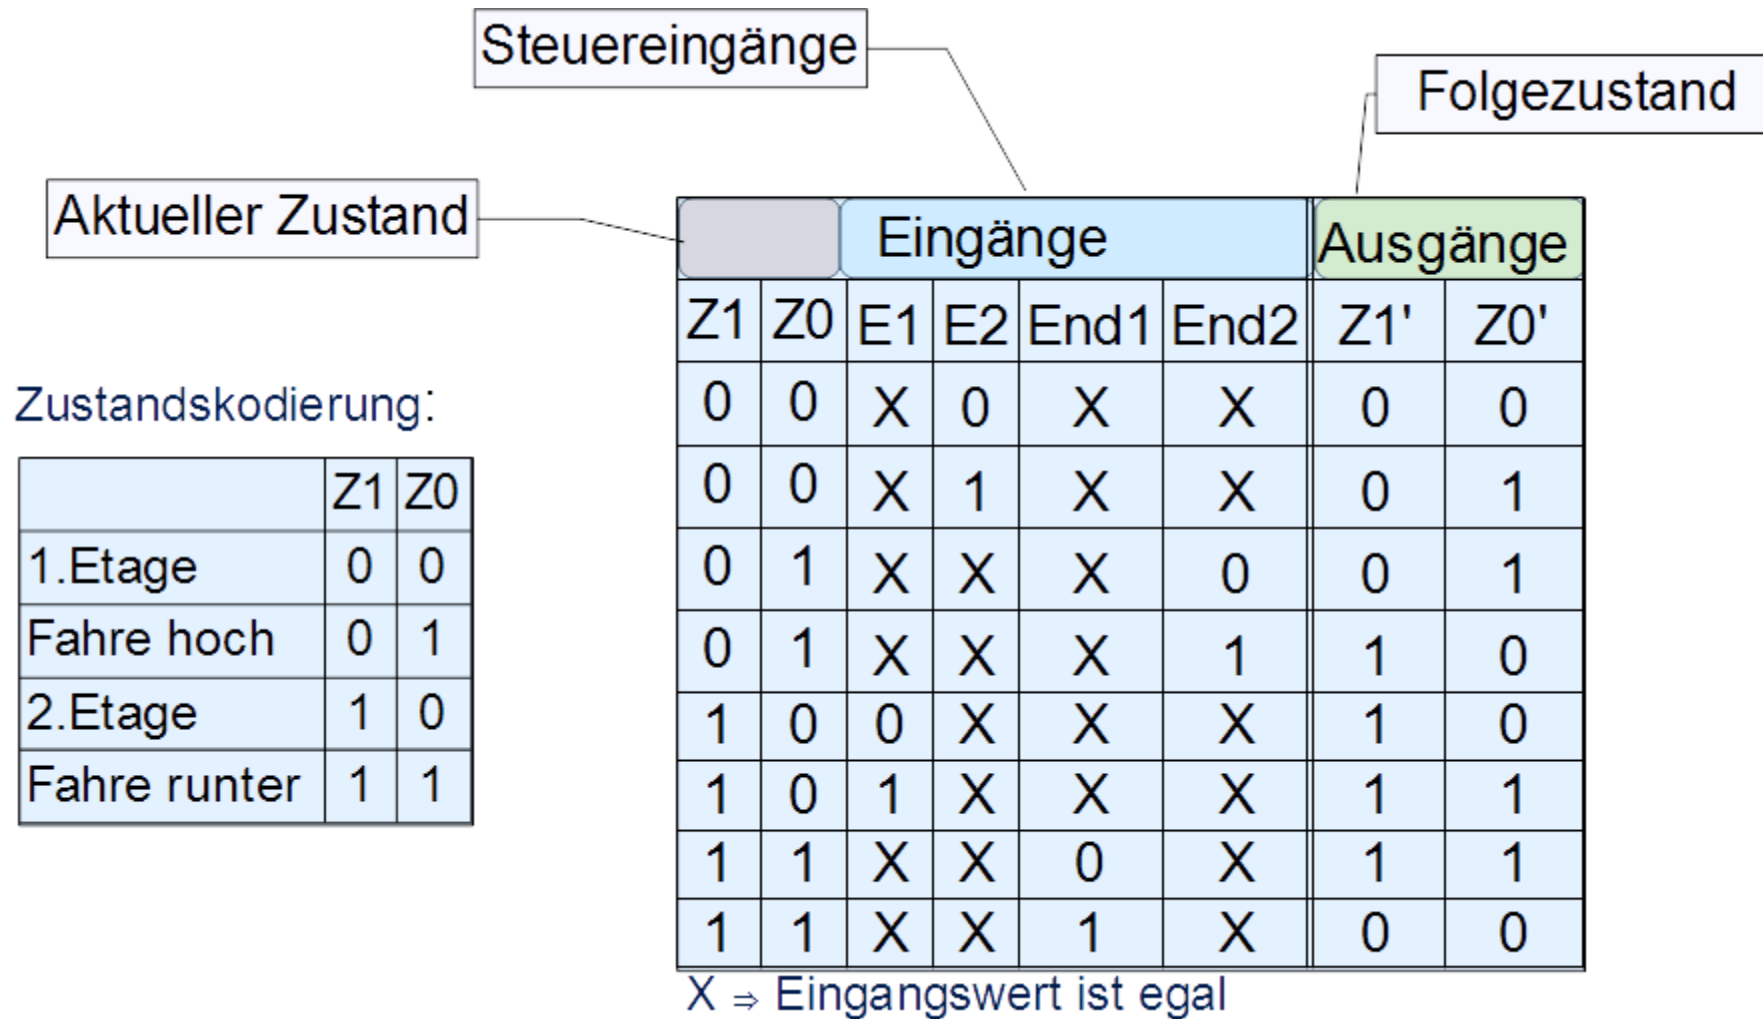 Steuereingänge
Folgezustand
Aktueller Zustand
Eingänge Ausgänge
Z1 Z0 E1 E2 End1 End2 Z1' Z0'
0 0 X 0 X X 0 0
0 0 X 1 X X 0 1
0 1 X X X 0 0 1
0 1 X X X 1 1 0
1 0 0 X X X 1 0
1 0 1 X X X 1 1
1 1 X X 0 X 1 1
1 1 X X 1 X 0 0
X ⇒ Eingangswert ist egal
Zustandskodierung:
Z1 Z0
1.Etage 0 0
Fahre hoch 0 1
2.Etage 1 0
Fahre runter 1 1